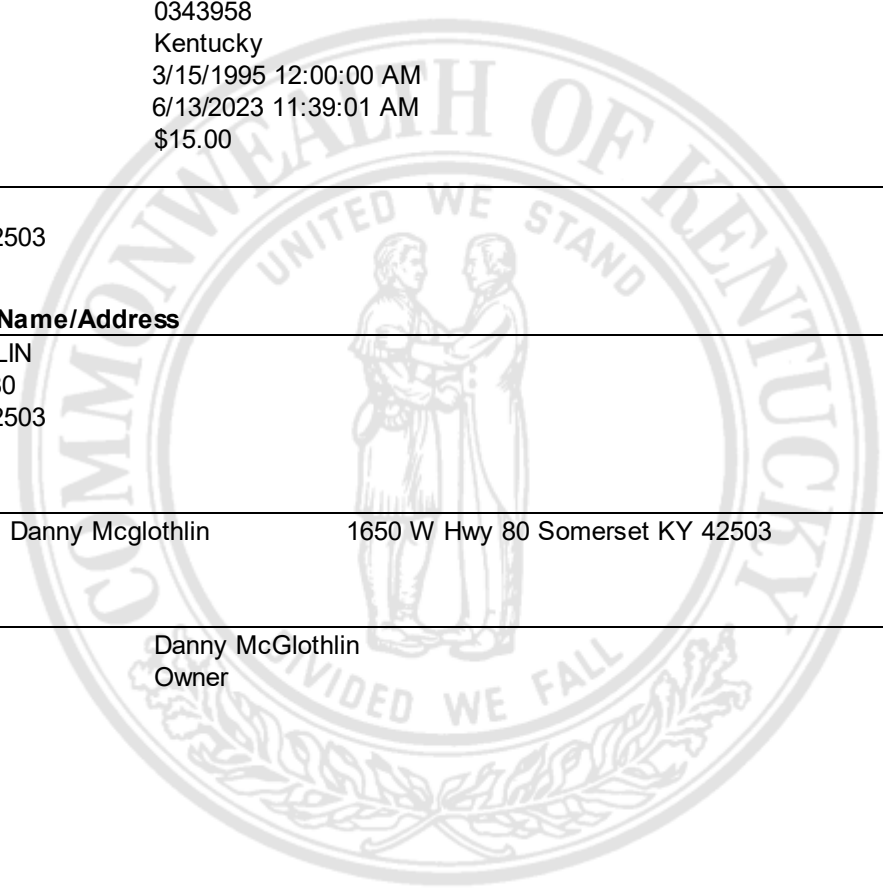 0343958
Kentucky
3/15/1995 12:00:00 AM
6/13/2023 11:39:01 AM
$15.00
2503
Name/Address
LIN
80
2503
Danny Mcglothlin 1650 W Hwy 80 Somerset KY 42503
Danny McGlothlin
Owner
COMMONWEALTH OF KENTUCKY
UNITED WE STAND
DIVIDED WE FALL